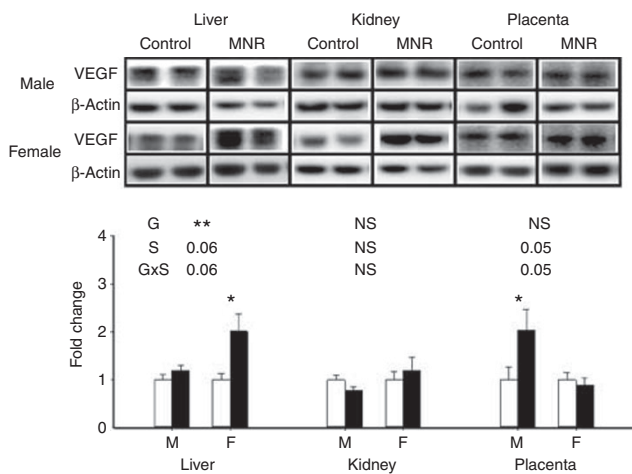 Liver Kidney Placenta
Control MNR Control MNR Control MNR
Male VEGF
β-Actin
Female VEGF
β-Actin
G ** NS NS
S 0.06 NS 0.05
GxS 0.06 NS 0.05
4
3
2
1
0
Fold change
* *
M F M F M F
Liver Kidney Placenta